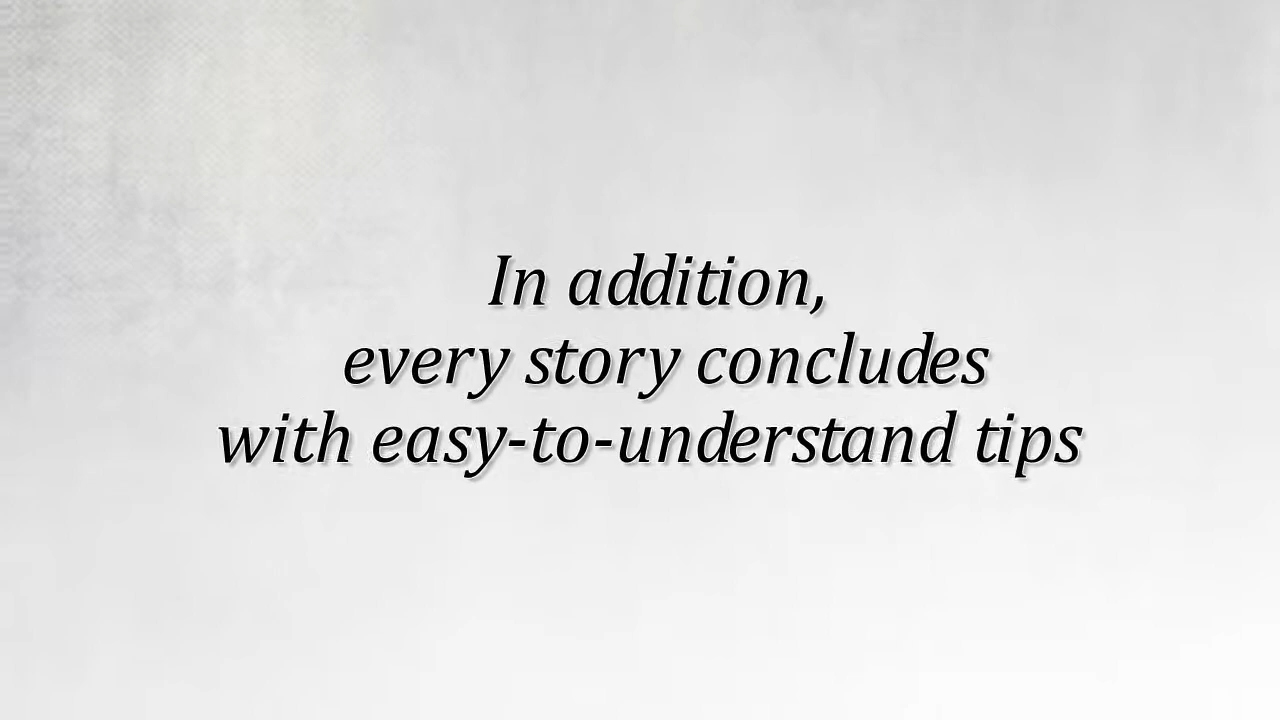 In addition,
every story concludes
with easy-to-understand tips